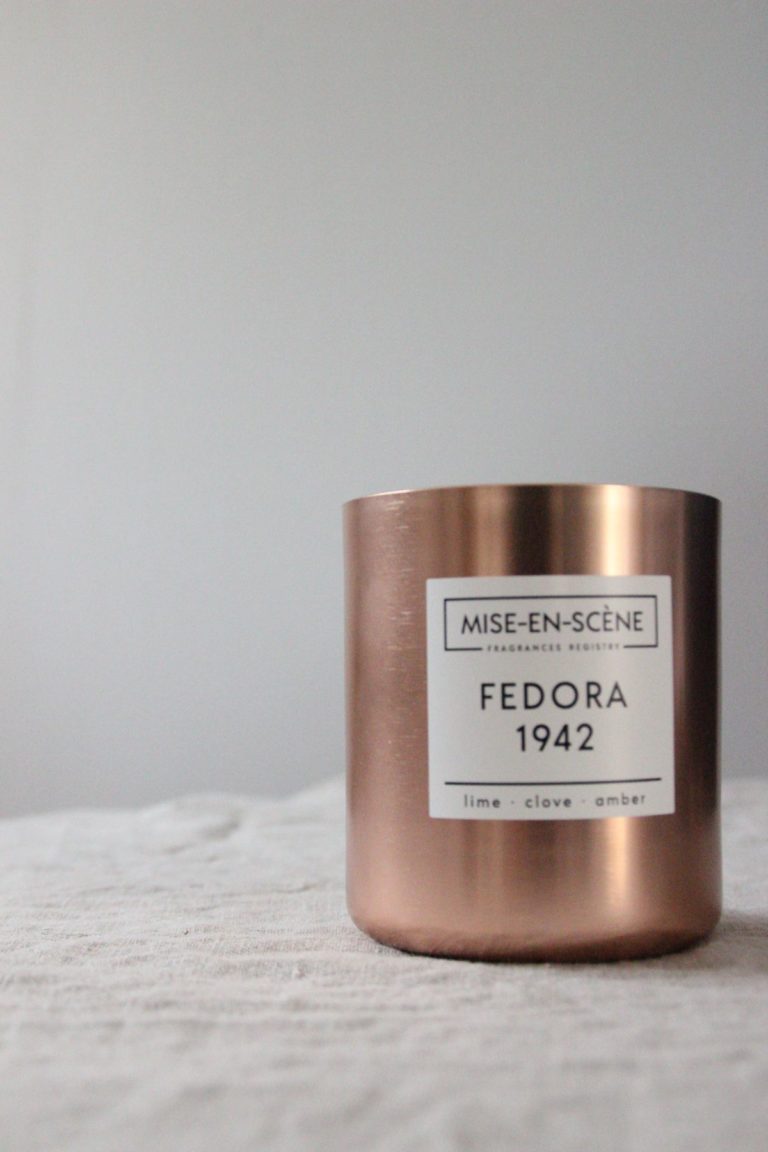 MISE-EN-SCÈNE
FRAGRANCES REGISTRY
FEDORA
1942
lime · clove · amber